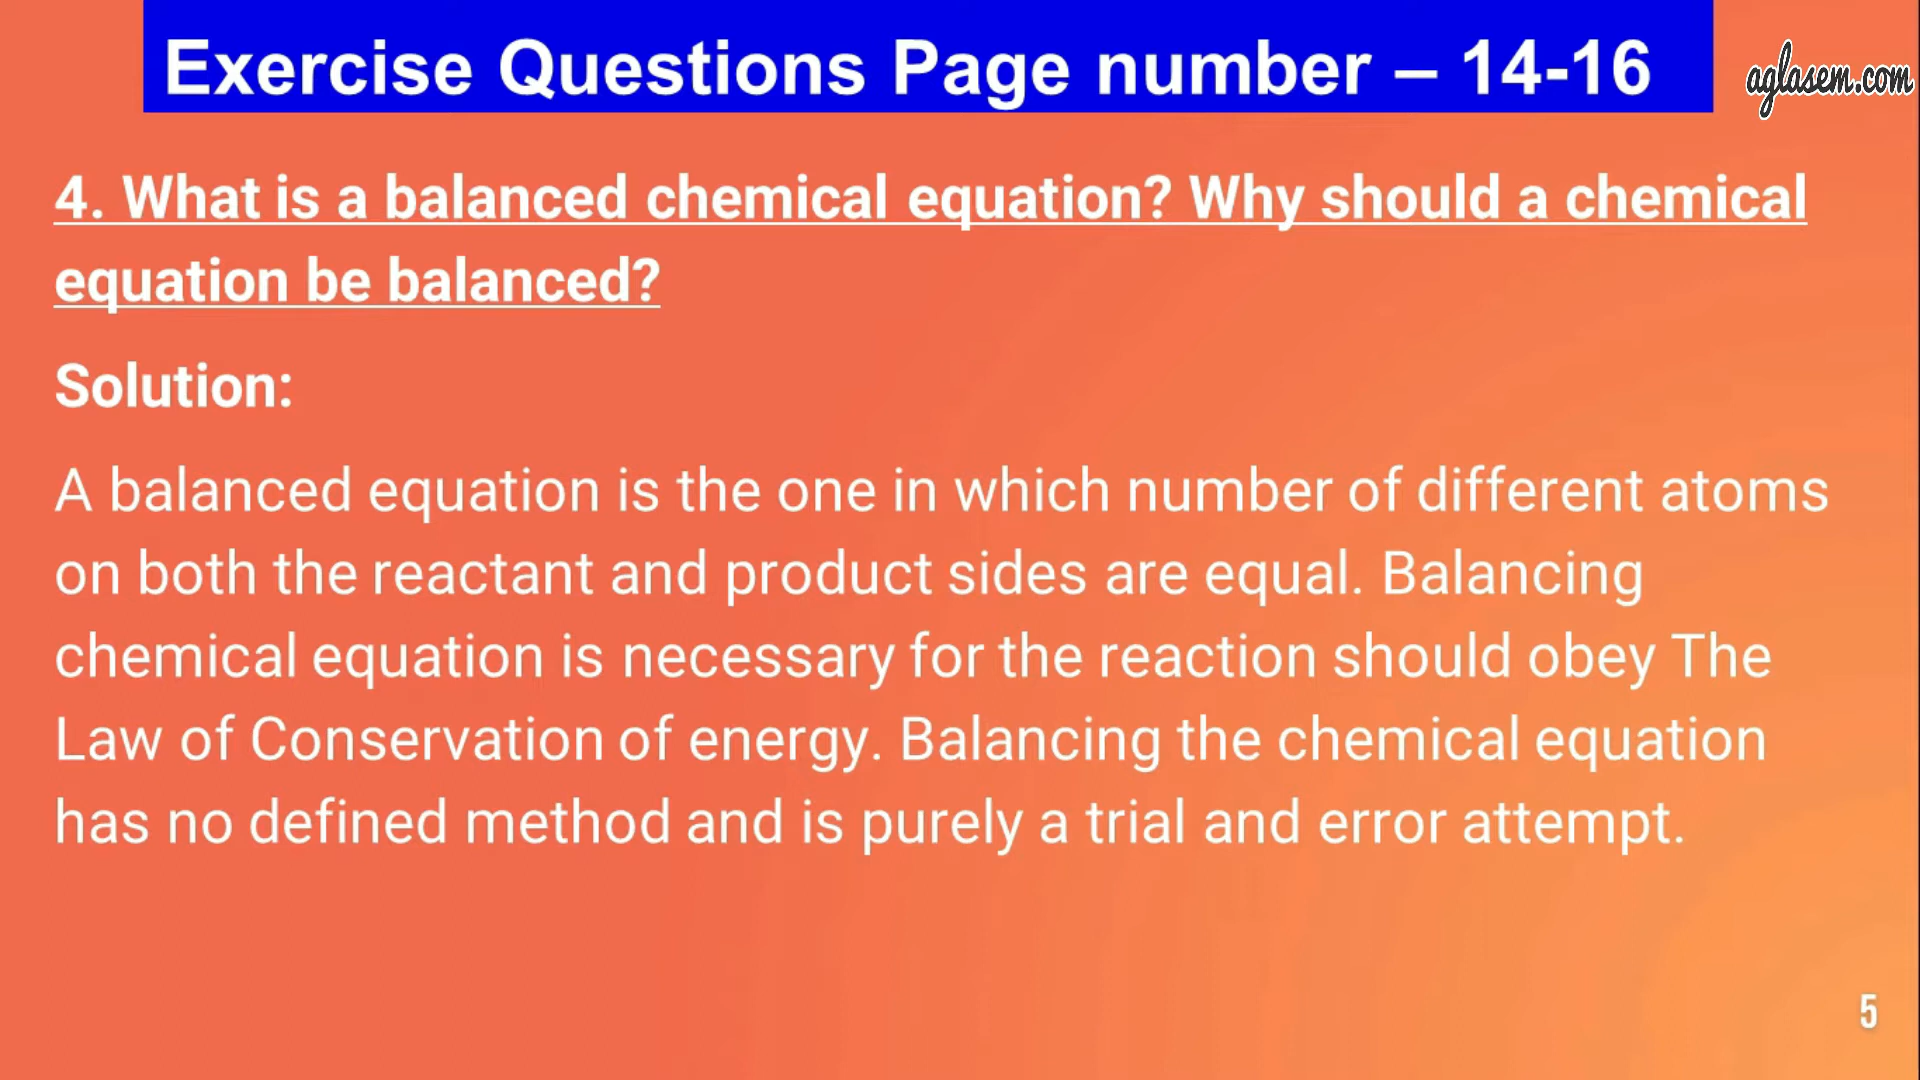 Exercise Questions Page number – 14-16
aglasem.com
4. What is a balanced chemical equation? Why should a chemical
equation be balanced?
Solution:
A balanced equation is the one in which number of different atoms
on both the reactant and product sides are equal. Balancing
chemical equation is necessary for the reaction should obey The
Law of Conservation of energy. Balancing the chemical equation
has no defined method and is purely a trial and error attempt.
5